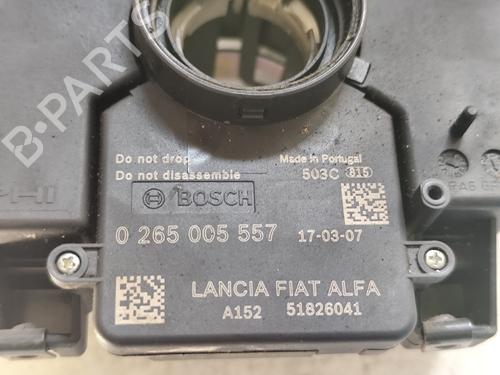 B-PARTS
Do not drop
Do not disassemble
Made in Portugal
503C 815
BOSCH
0 265 005 557 17-03-07
LANCIA FIAT ALFA
A152 51826041